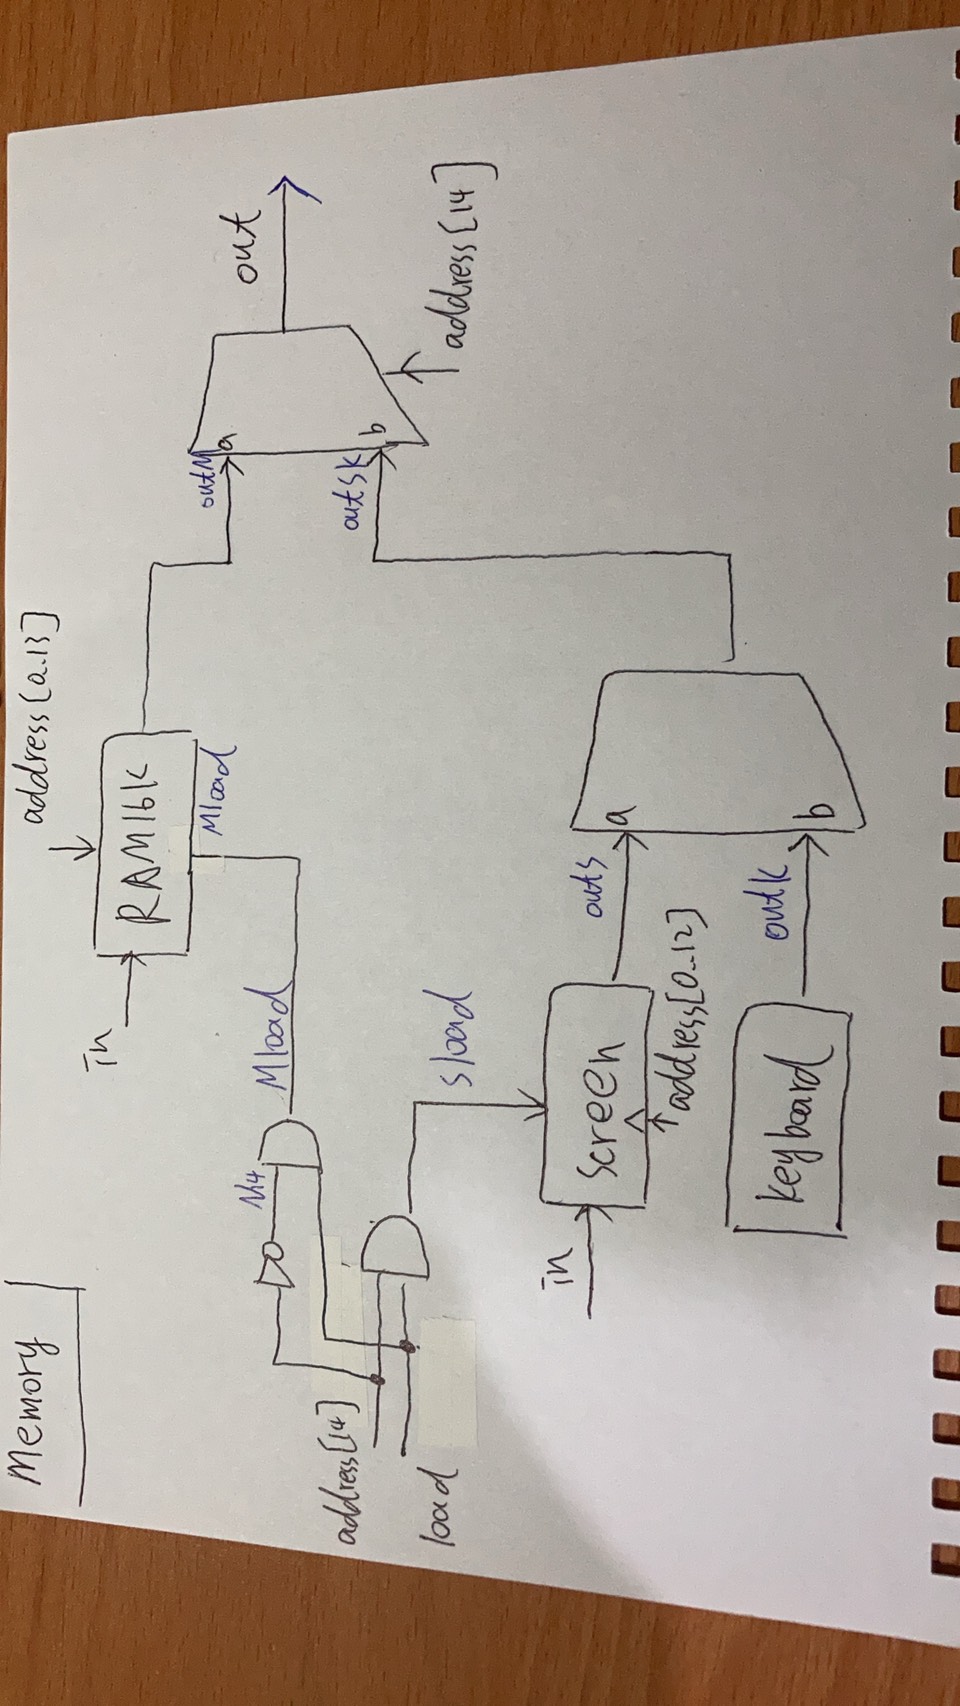 Memory
address[14]
load
N4
Mload
sload
in
RAM16k
address[0..13]
Mload
in
screen
address[0..12]
keyboard
outs
a
outk
b
outM
a
outsk
b
address[14]
out